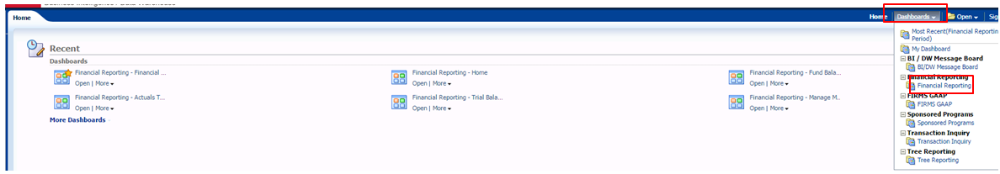 Home
Home Dashboards Open Sig
Recent
Dashboards
Financial Reporting - Financial ...
Open | More
Financial Reporting - Home
Open | More
Financial Reporting - Fund Bala...
Open | More
Financial Reporting - Actuals T...
Open | More
Financial Reporting - Trial Bala...
Open | More
Financial Reporting - Manage M..
Open | More
More Dashboards
Most Recent(Financial Reportin
Period)
My Dashboard
BI / DW Message Board
BI/DW Message Board
Financial Reporting
Financial Reporting
FIRMS GAAP
FIRMS GAAP
Sponsored Programs
Sponsored Programs
Transaction Inquiry
Transaction Inquiry
Tree Reporting
Tree Reporting